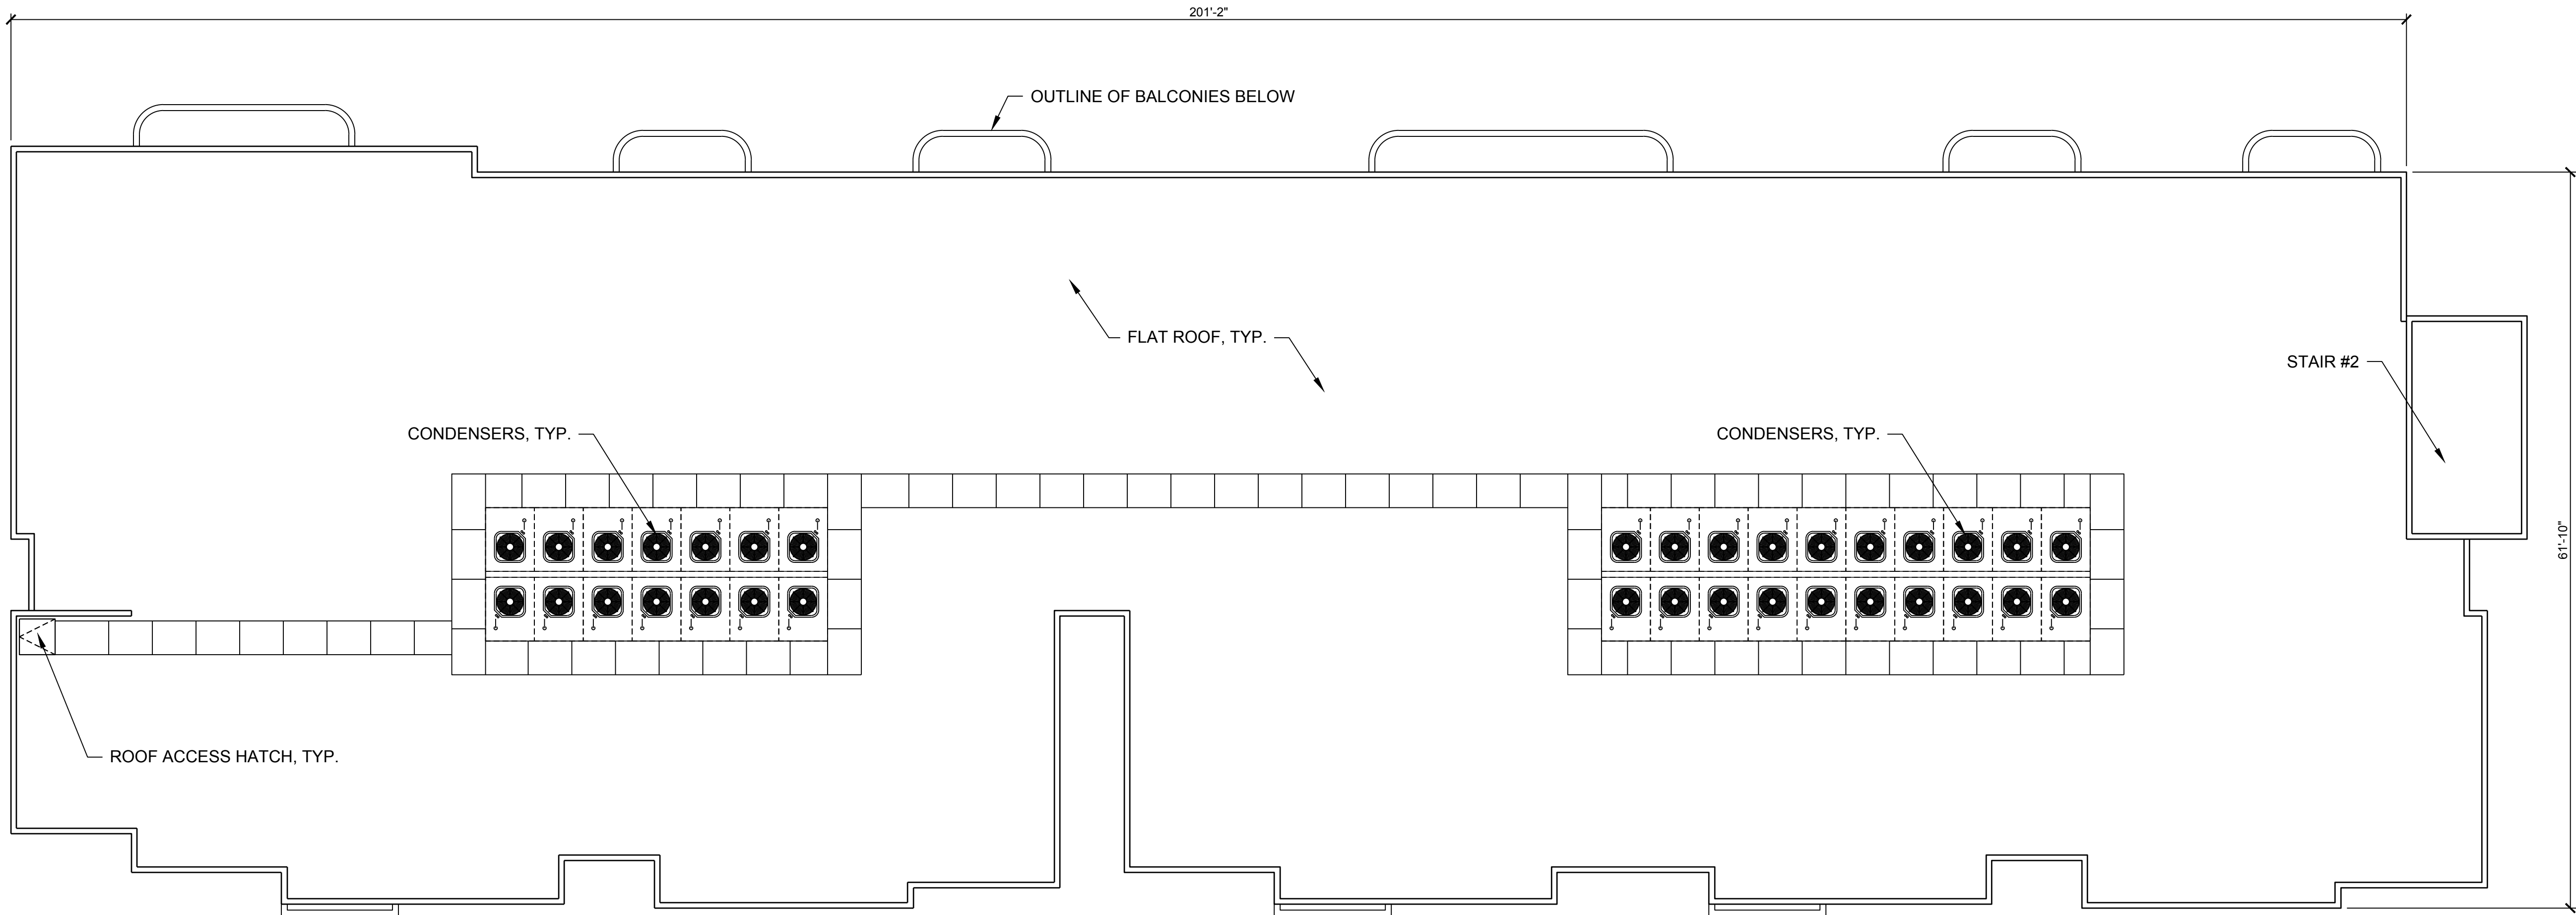 201'-2"
OUTLINE OF BALCONIES BELOW
FLAT ROOF, TYP.
STAIR #2
CONDENSERS, TYP.
CONDENSERS, TYP.
61'-10"
ROOF ACCESS HATCH, TYP.